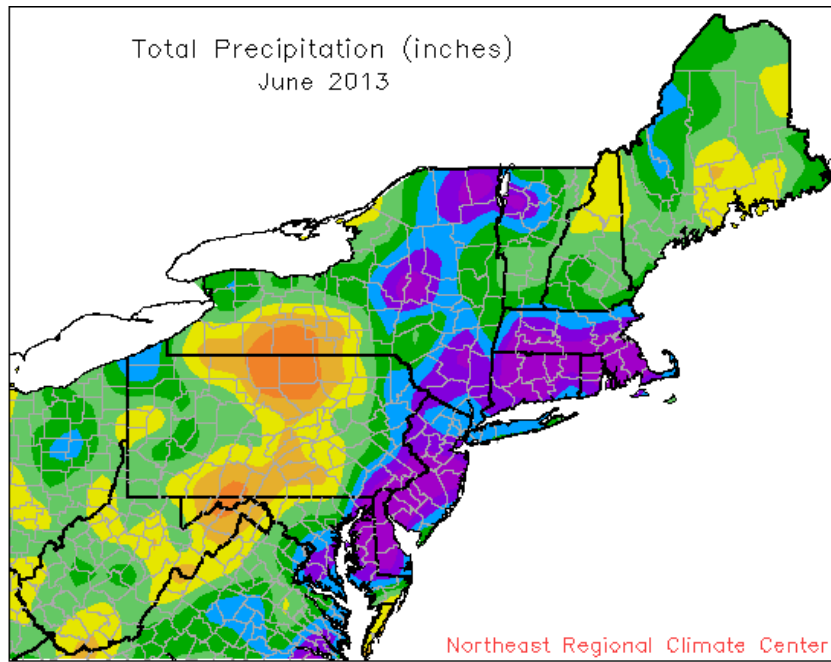 Total Precipitation (inches)
June 2013
Northeast Regional Climate Center